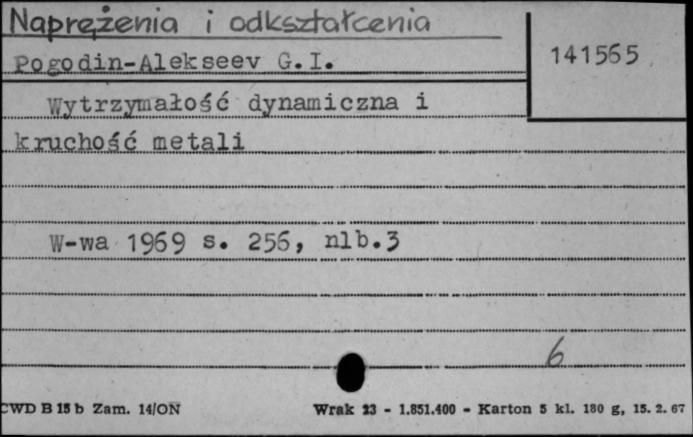 Naprężenia i odkształcenia
Pogodin-Alekseev G.I.
141565
Wytrzymałość dynamiczna i
kruchość metali
W-wa 1969 s. 256, nlb.3
6
CWD B 15 b Zam. 14/ON
Wrak 23 - 1.851.400 - Karton 5 kl. 180 g, 15. 2. 67